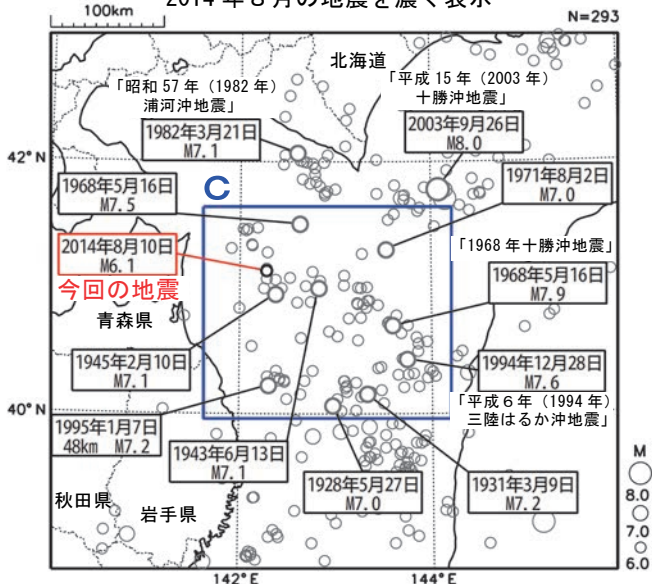 2014年8月の地震を濃く表示
100km
N=293
北海道
「昭和57年（1982年）
浦河沖地震」
「平成15年（2003年）
十勝沖地震」
1982年3月21日
M7.1
2003年9月26日
M8.0
42°N
1968年5月16日
M7.5
C
1971年8月2日
M7.0
2014年8月10日
M6.1
今回の地震
「1968年十勝沖地震」
1968年5月16日
M7.9
青森県
1945年2月10日
M7.1
1994年12月28日
M7.6
「平成6年（1994年）
三陸はるか沖地震」
40°N
1995年1月7日
48km M7.2
1943年6月13日
M7.1
1928年5月27日
M7.0
1931年3月9日
M7.2
秋田県
岩手県
M
8.0
7.0
6.0
142°E
144°E